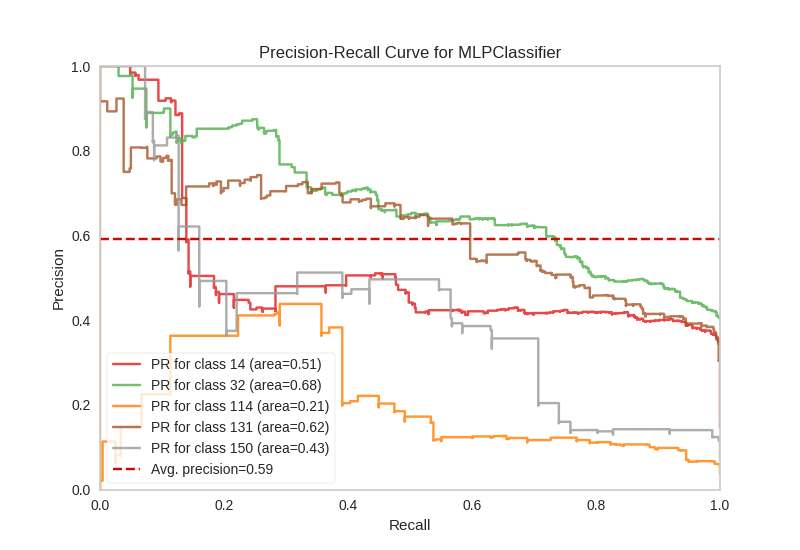 Precision-Recall Curve for MLPClassifier
1.0
0.8
0.6
0.4
0.2
0.0
Precision
PR for class 14 (area=0.51)
PR for class 32 (area=0.68)
PR for class 114 (area=0.21)
PR for class 131 (area=0.62)
PR for class 150 (area=0.43)
Avg. precision=0.59
0.0 0.2 0.4 0.6 0.8 1.0
Recall